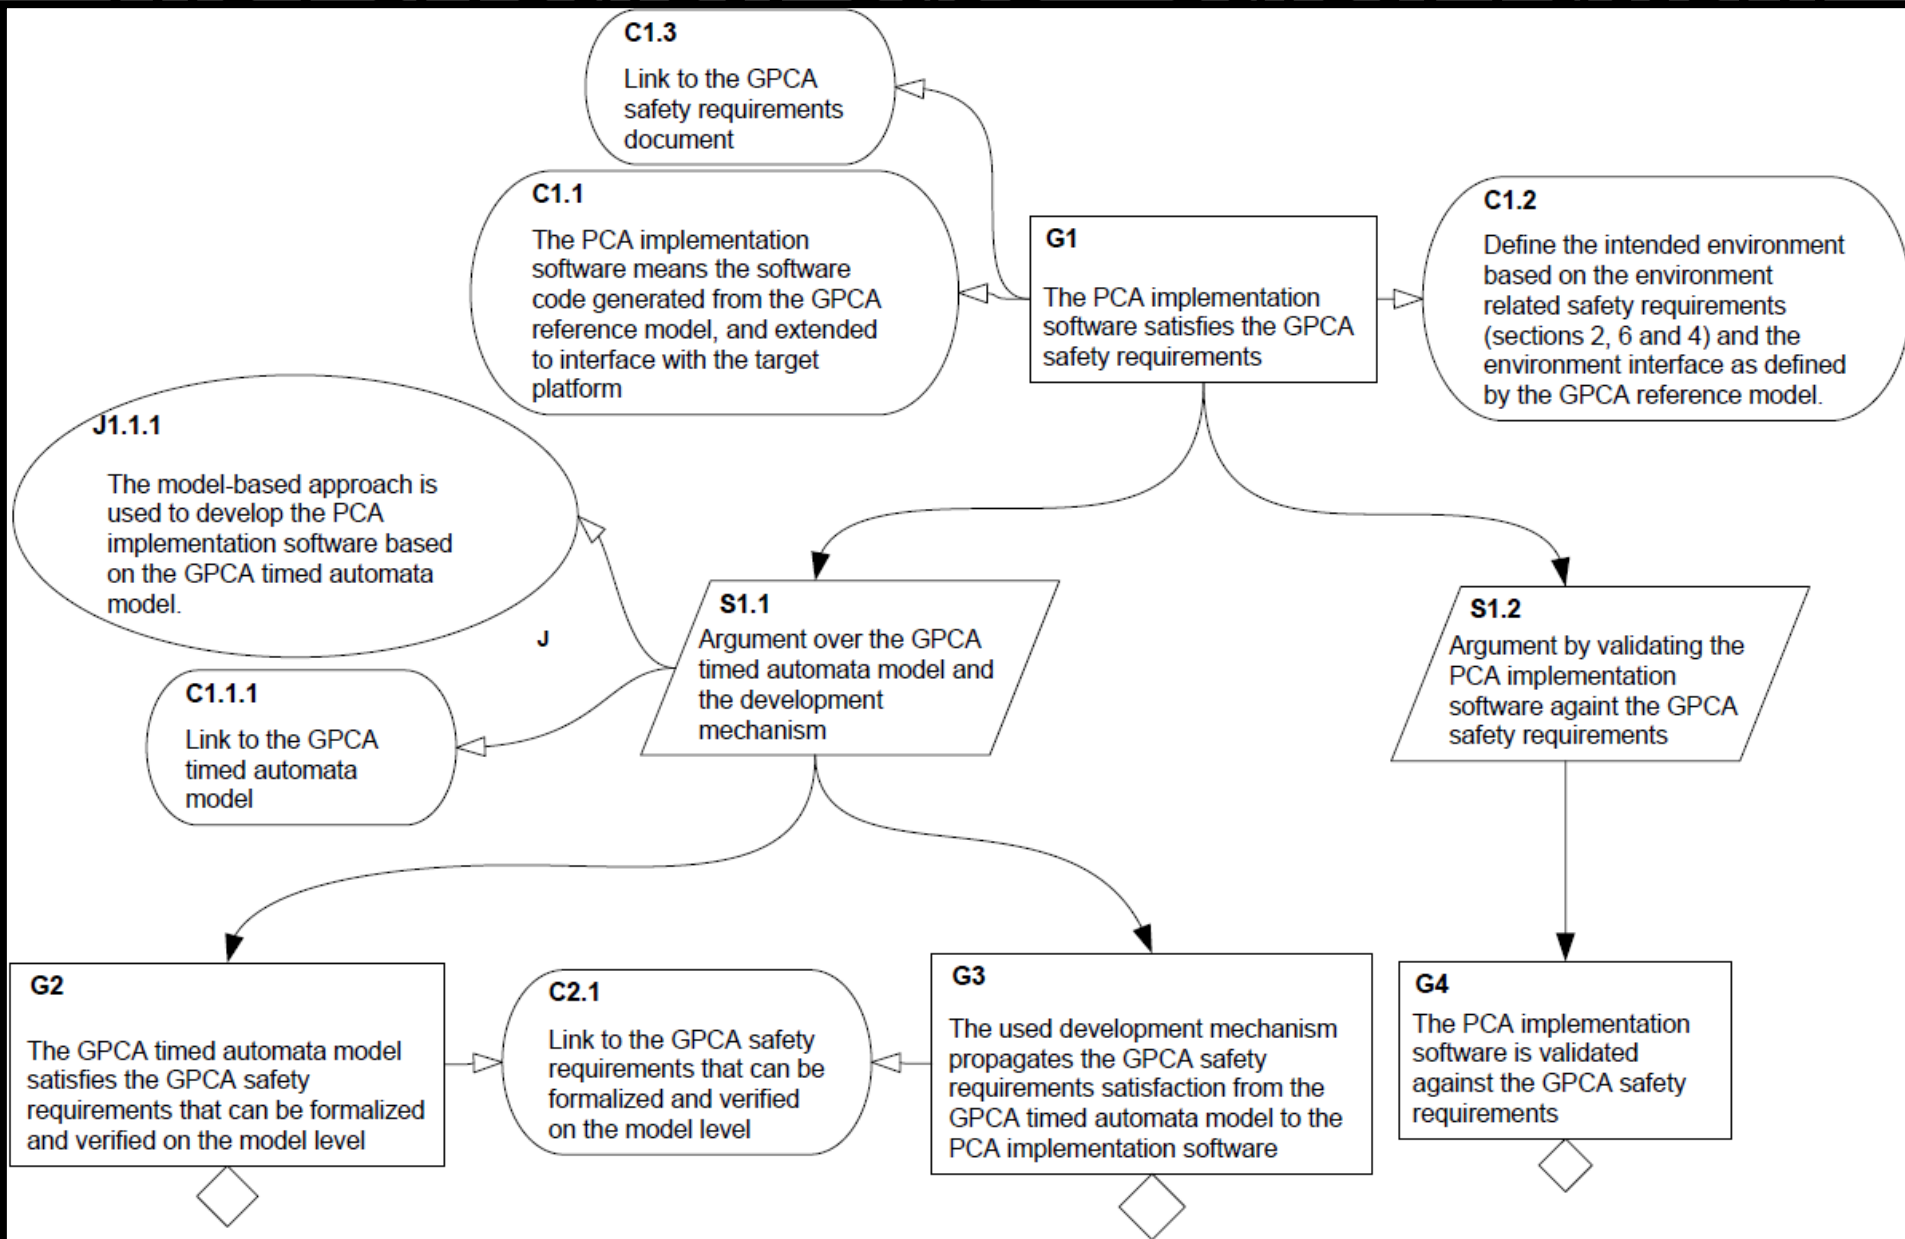 C1.3
Link to the GPCA
safety requirements
document
C1.1
The PCA implementation
software means the software
code generated from the GPCA
reference model, and extended
to interface with the target
platform
G1
The PCA implementation
software satisfies the GPCA
safety requirements
C1.2
Define the intended environment
based on the environment
related safety requirements
(sections 2, 6 and 4) and the
environment interface as defined
by the GPCA reference model.
J1.1.1
The model-based approach is
used to develop the PCA
implementation software based
on the GPCA timed automata
model.
J
S1.1
Argument over the GPCA
timed automata model and
the development
mechanism
S1.2
Argument by validating the
PCA implementation
software againt the GPCA
safety requirements
C1.1.1
Link to the GPCA
timed automata
model
G2
The GPCA timed automata model
satisfies the GPCA safety
requirements that can be formalized
and verified on the model level
C2.1
Link to the GPCA safety
requirements that can be
formalized and verified
on the model level
G3
The used development mechanism
propagates the GPCA safety
requirements satisfaction from the
GPCA timed automata model to the
PCA implementation software
G4
The PCA implementation
software is validated
against the GPCA safety
requirements